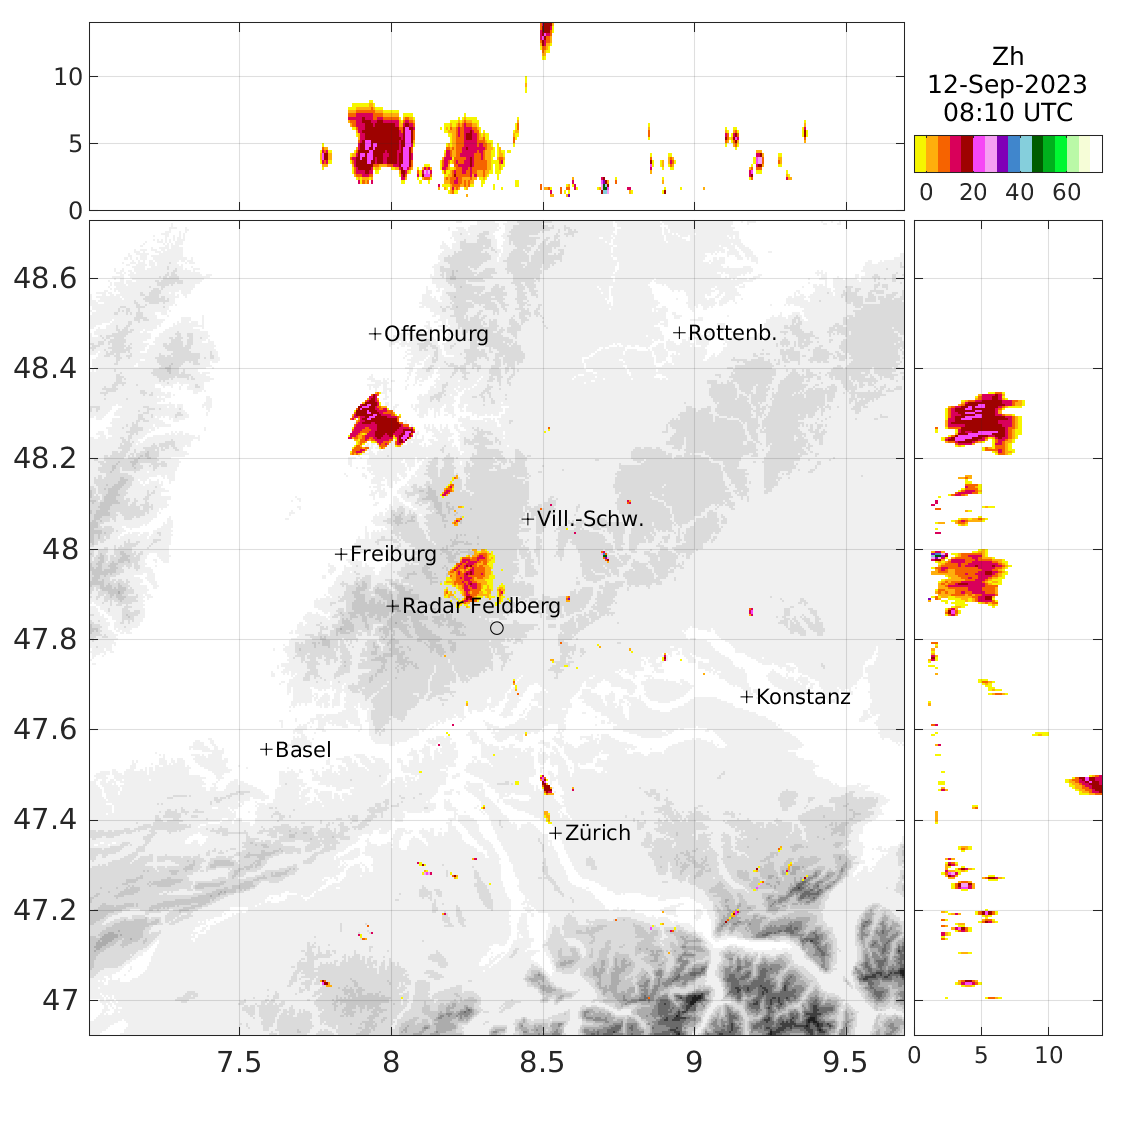 10
5
0
Zh
12-Sep-2023
08:10 UTC
0 20 40 60
48.6
48.4
48.2
48
47.8
47.6
47.4
47.2
47
Offenburg
Rottenb.
Vill.-Schw.
Freiburg
Radar Feldberg
Konstanz
Basel
Zürich
7.5 8 8.5 9 9.5
0 5 10